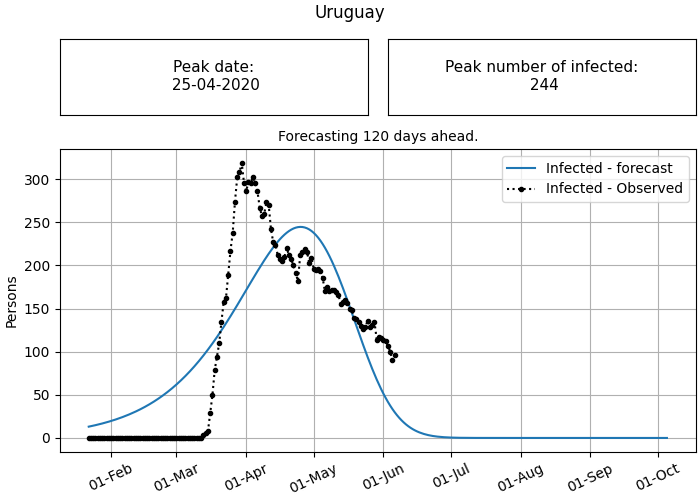 Uruguay
Peak date:
25-04-2020
Peak number of infected:
244
Forecasting 120 days ahead.
Infected - forecast
Infected - Observed
Persons
300
250
200
150
100
50
0
01-Feb
01-Mar
01-Apr
01-May
01-Jun
01-Jul
01-Aug
01-Sep
01-Oct